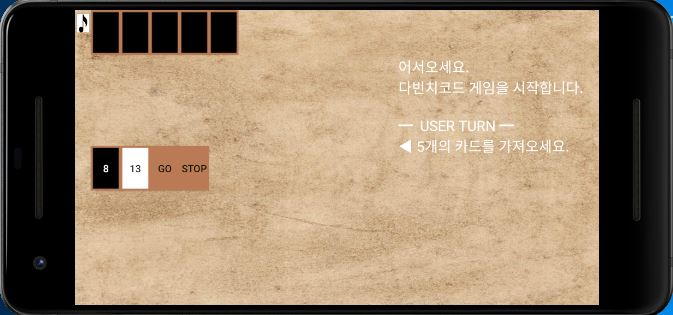 어서오세요.
다빈치코드 게임을 시작합니다.
ㅡ USER TURN ㅡ
◀ 5개의 카드를 가져오세요.
8 13 GO STOP